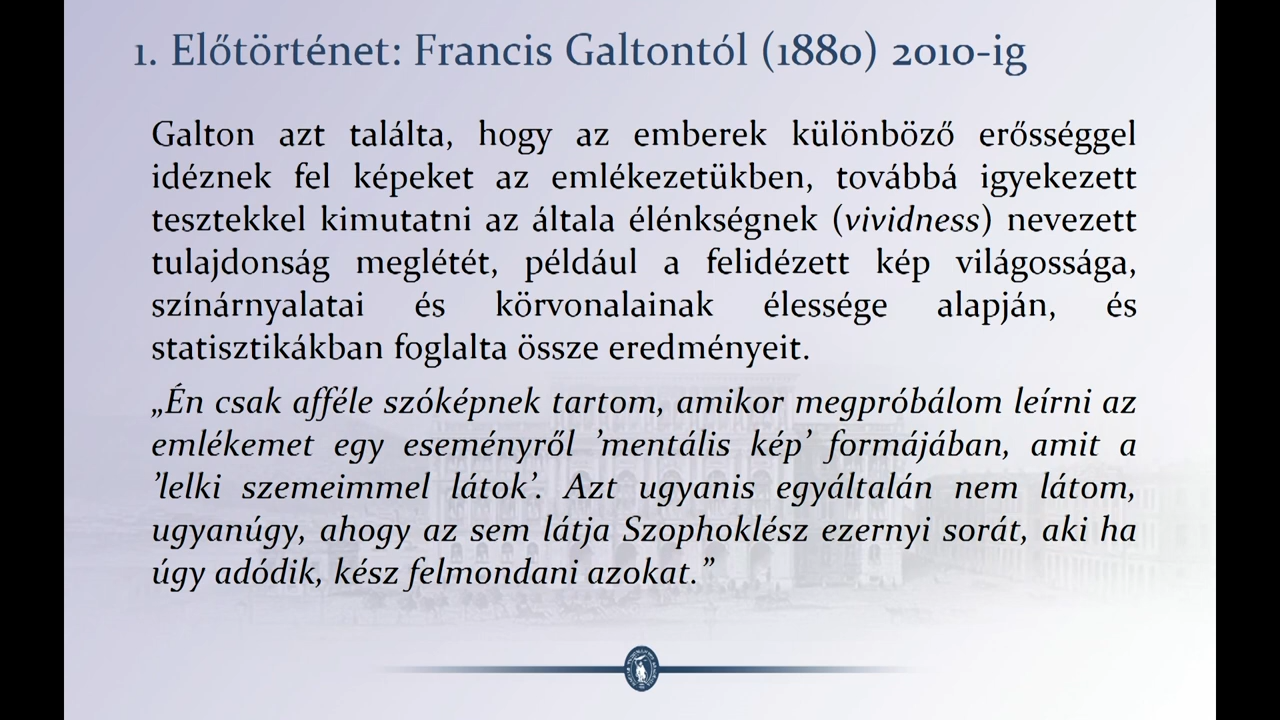 1. Előtörténet: Francis Galtontól (1880) 2010-ig
Galton azt találta, hogy az emberek különböző erősséggel
idéznek fel képeket az emlékezetükben, továbbá igyekezett
tesztekkel kimutatni az általa élénkségnek (vividness) nevezett
tulajdonság meglétét, például a felidézett kép világossága,
színárnyalatai és körvonalainak élessége alapján, és
statisztikákban foglalta össze eredményeit.
„Én csak afféle szóképnek tartom, amikor megpróbálom leírni az
emlékemet egy eseményről ’mentális kép’ formájában, amit a
’lelki szemeimmel látok’. Azt ugyanis egyáltalán nem látom,
ugyanúgy, ahogy az sem látja Szophoklész ezernyi sorát, aki ha
úgy adódik, kész felmondani azokat.”